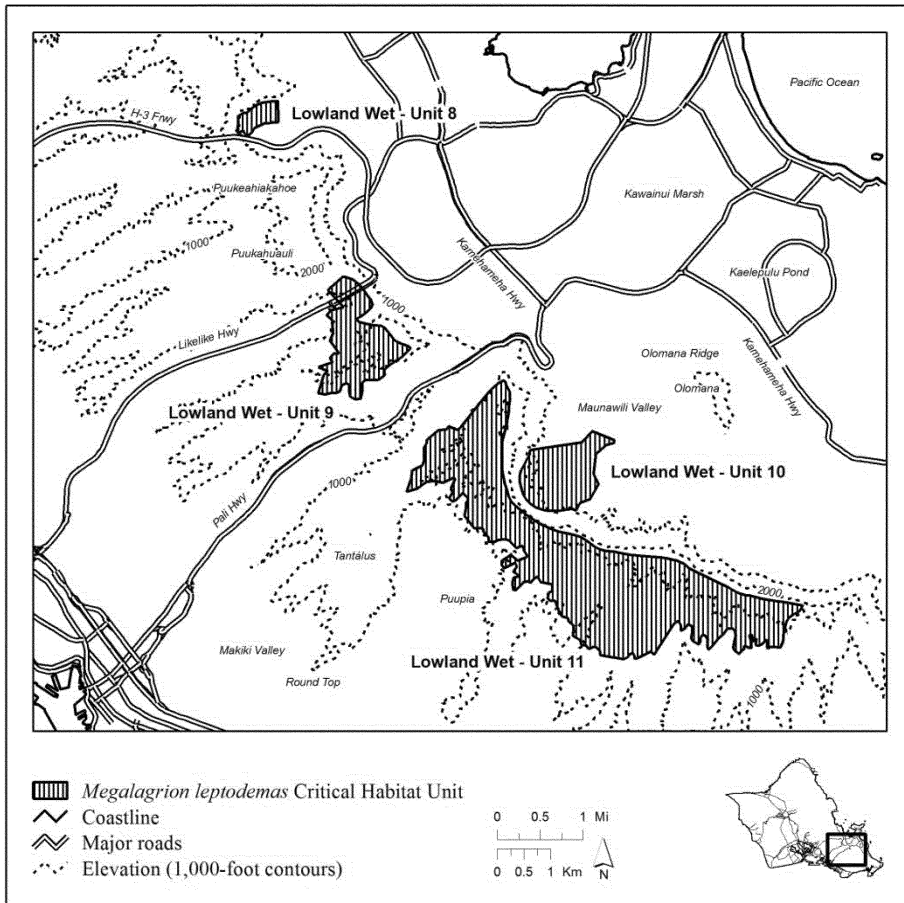 Pacific Ocean
H-3 Frwy
Lowland Wet - Unit 8
Puukeahiakahoe
Kawainui Marsh
1000
Puukahuauli
Kamehameha Hwy
2000
Kaelepulu Pond
1000
Likelike Hwy
Olomana Ridge
Kamehameha Hwy
Olomana
Lowland Wet - Unit 9
Maunawili Valley
Lowland Wet - Unit 10
1000
Pali Hwy
Tantalus
2000
Puupia
Makiki Valley
Lowland Wet - Unit 11
Round Top
1000
Megalagrion leptodemas Critical Habitat Unit
Coastline
Major roads
Elevation (1,000-foot contours)
0 0.5 1 Mi
0 0.5 1 Km
N